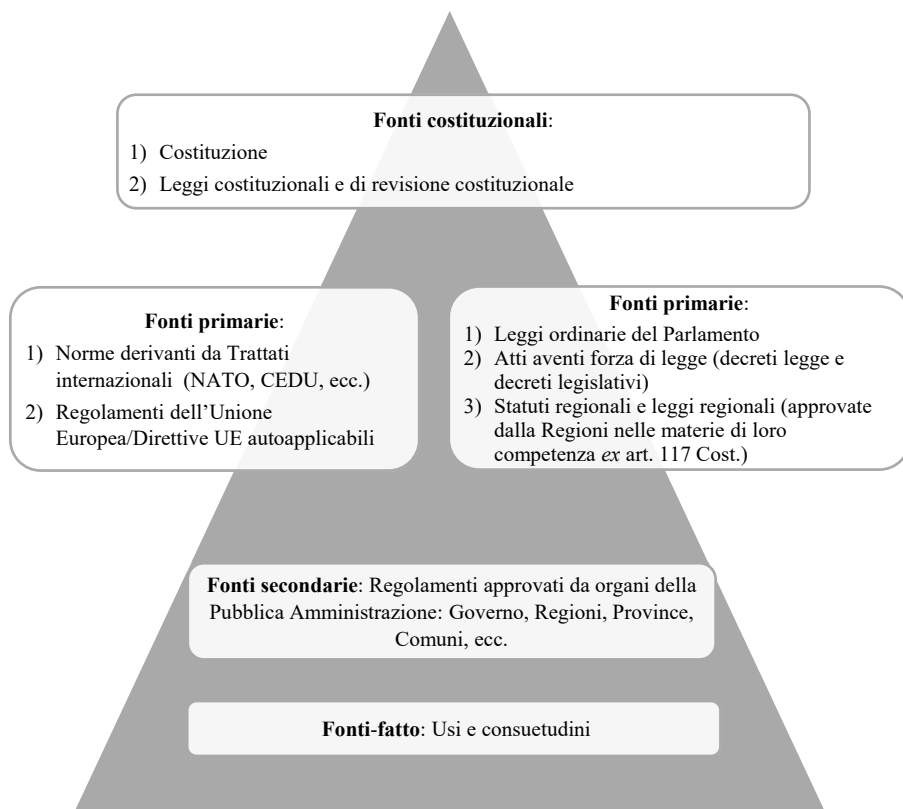 Fonti costituzionali:
1) Costituzione
2) Leggi costituzionali e di revisione costituzionale
Fonti primarie:
1) Norme derivanti da Trattati
internazionali (NATO, CEDU, ecc.)
2) Regolamenti dell’Unione
Europea/Direttive UE autoapplicabili
Fonti primarie:
1) Leggi ordinarie del Parlamento
2) Atti aventi forza di legge (decreti legge e
decreti legislativi)
3) Statuti regionali e leggi regionali (approvate
dalla Regioni nelle materie di loro
competenza ex art. 117 Cost.)
Fonti secondarie: Regolamenti approvati da organi della
Pubblica Amministrazione: Governo, Regioni, Province,
Comuni, ecc.
Fonti-fatto: Usi e consuetudini